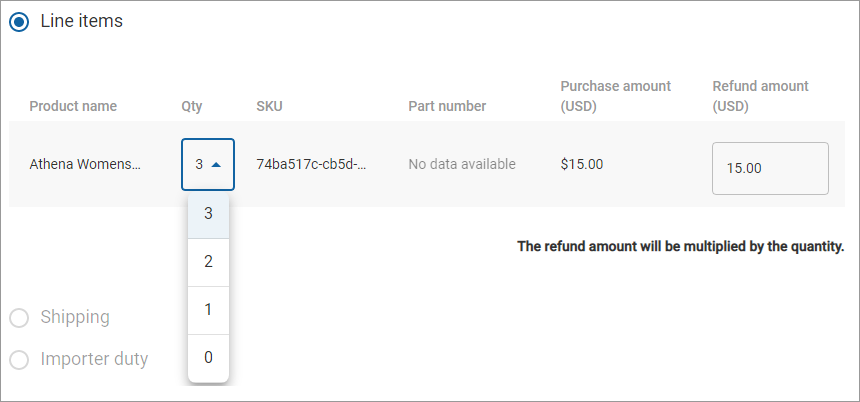 Line items
Purchase amount Refund amount
Product name Qty SKU Part number (USD) (USD)
Athena Womens... 3 74ba517c-cb5d-... No data available $15.00 15.00
3
The refund amount will be multiplied by the quantity.
2
1
Shipping
0
Importer duty